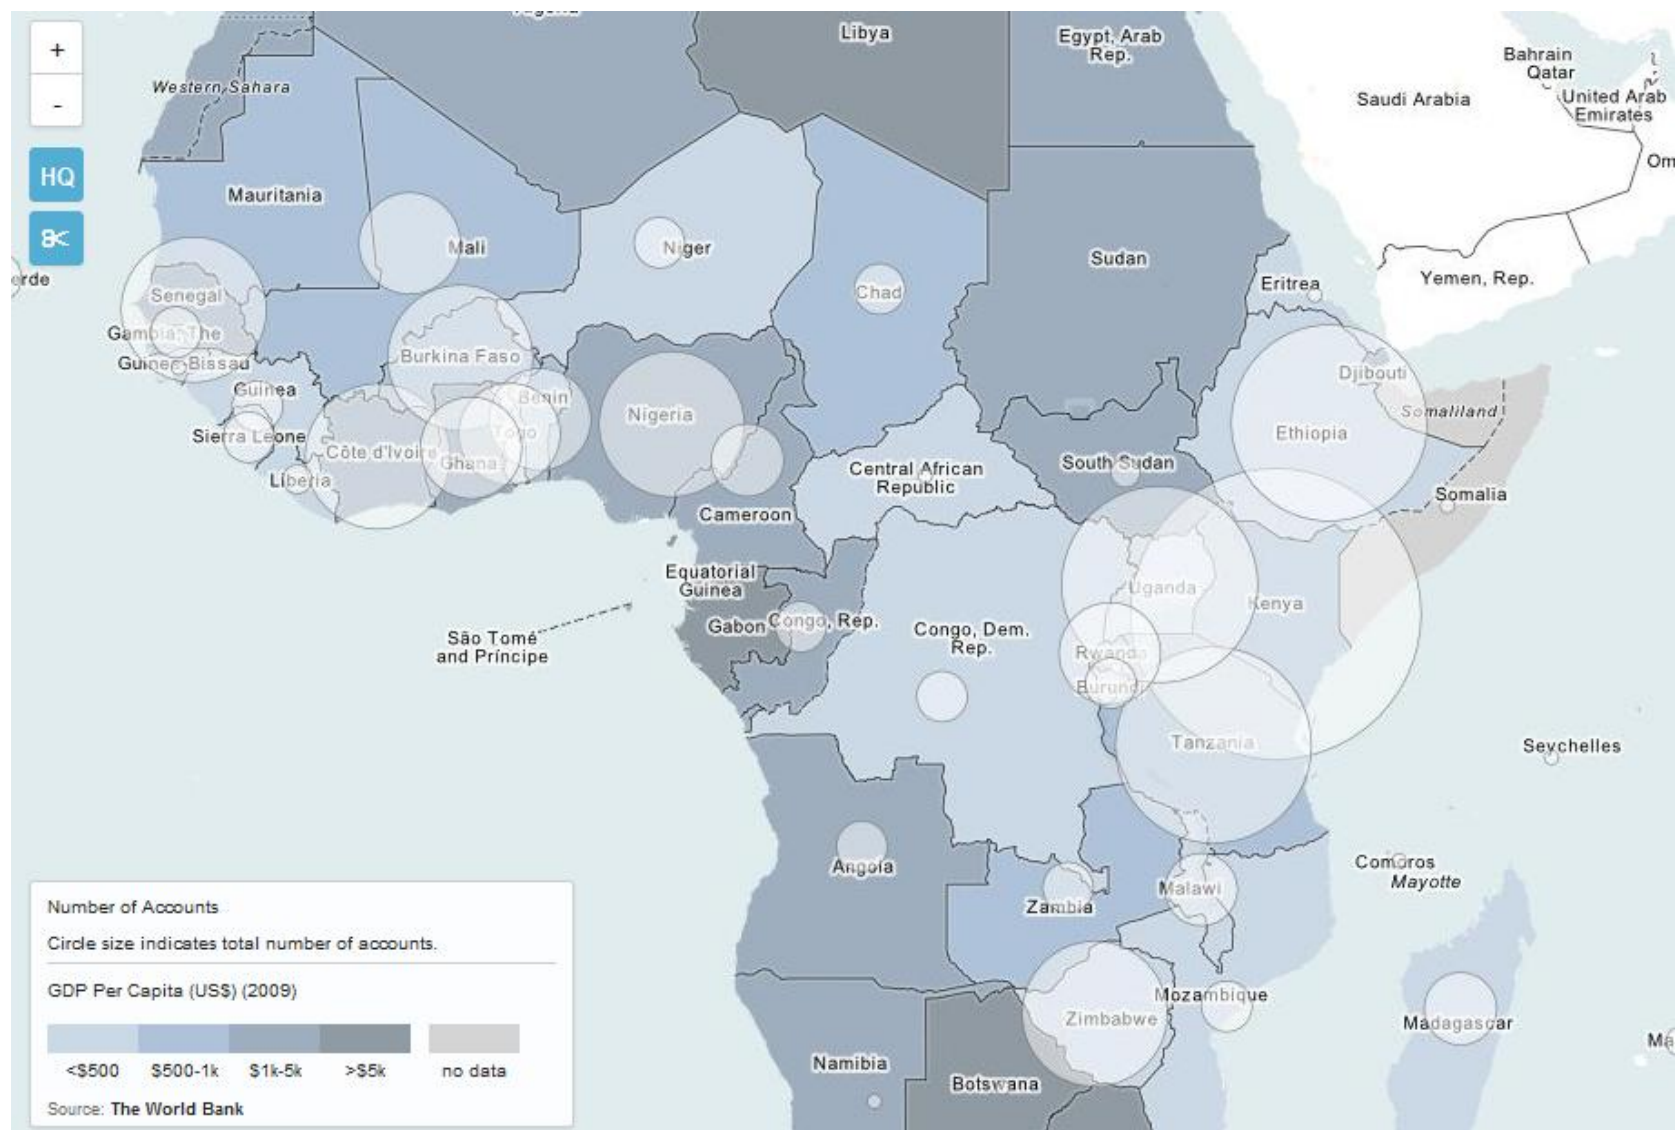 +
-
HQ
Libya
Egypt, Arab
Rep.
Bahrain
Qatar
Saudi Arabia
United Arab
Emirates
Western Sahara
Mauritania
Mali
Niger
Chad
Sudan
Eritrea
Yemen, Rep.
Senegal
Gambia, The
Guinea-Bissau
Burkina Faso
Guinea
Benin
Nigeria
Djibouti
Somaliland
Sierra Leone
Togo
Ethiopia
Côte d'Ivoire
Ghana
Liberia
Central African
Republic
South Sudan
Somalia
Cameroon
Equatorial
Guinea
Uganda
Kenya
Gabon
Congo, Rep.
Congo, Dem.
Rep.
São Tomé
and Príncipe
Rwanda
Burundi
Tanzania
Seychelles
Angola
Zambia
Malawi
Comoros
Mayotte
Mozambique
Zimbabwe
Madagascar
Namibia
Botswana
Number of Accounts
Circle size indicates total number of accounts.
GDP Per Capita (US$) (2009)
<$500 $500-1k $1k-5k >$5k no data
Source: The World Bank